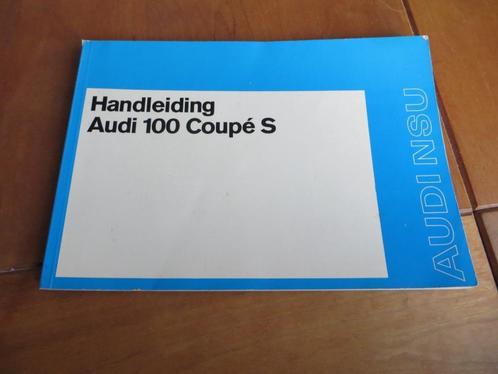 Handleiding
Audi 100 Coupé S
AUDI NSU